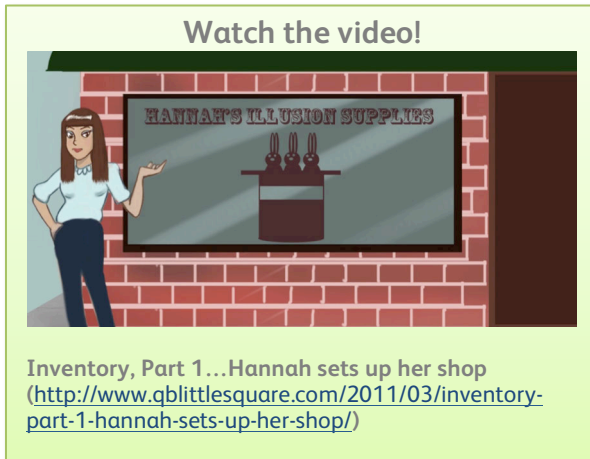 Watch the video!
HANNAH'S ILLUSION SUPPLIES
Inventory, Part 1…Hannah sets up her shop
(http://www.qblittlesquare.com/2011/03/inventory-
part-1-hannah-sets-up-her-shop/)